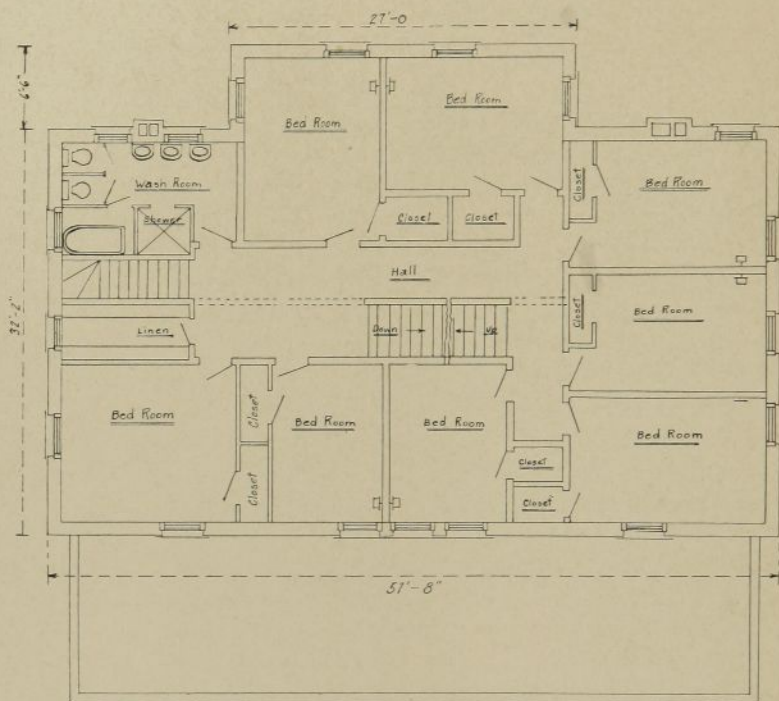 27'-0
6'6"
Bed Room
Bed Room
Wash Room
Shower
Closet
Closet
Closet
Bed Room
Hall
32'-2"
Down
Up
Linen
Closet
Bed Room
Bed Room
Closet
Bed Room
Bed Room
Bed Room
Closet
Closet
Closet
57'-8"